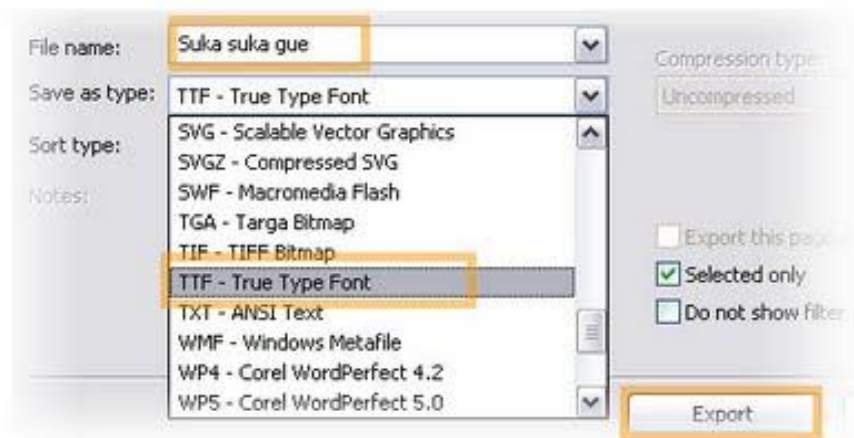 File name: Suka suka gue
Compression type:
Save as type: TTF - True Type Font
Uncompressed
SVG - Scalable Vector Graphics
Sort type:
SVGZ - Compressed SVG
Notes:
SWF - Macromedia Flash
TGA - Targa Bitmap
TIF - TIFF Bitmap
Export this page
TTF - True Type Font
Selected only
TXT - ANSI Text
Do not show filter
WMF - Windows Metafile
WP4 - Corel WordPerfect 4.2
WP5 - Corel WordPerfect 5.0
Export